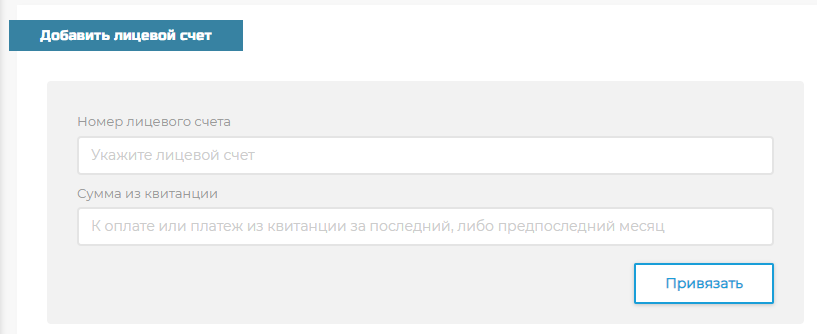 Добавить лицевой счет
Номер лицевого счета
Укажите лицевой счет
Сумма из квитанции
К оплате или платеж из квитанции за последний, либо предпоследний месяц
Привязать